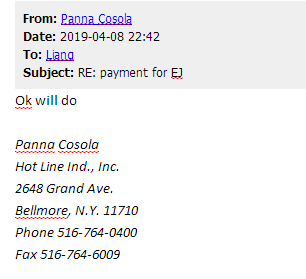 From: Panna Cosola
Date: 2019-04-08 22:42
To: Liang
Subject: RE: payment for EJ
Ok will do
Panna Cosola
Hot Line Ind., Inc.
2648 Grand Ave.
Bellmore, N.Y. 11710
Phone 516-764-0400
Fax 516-764-6009